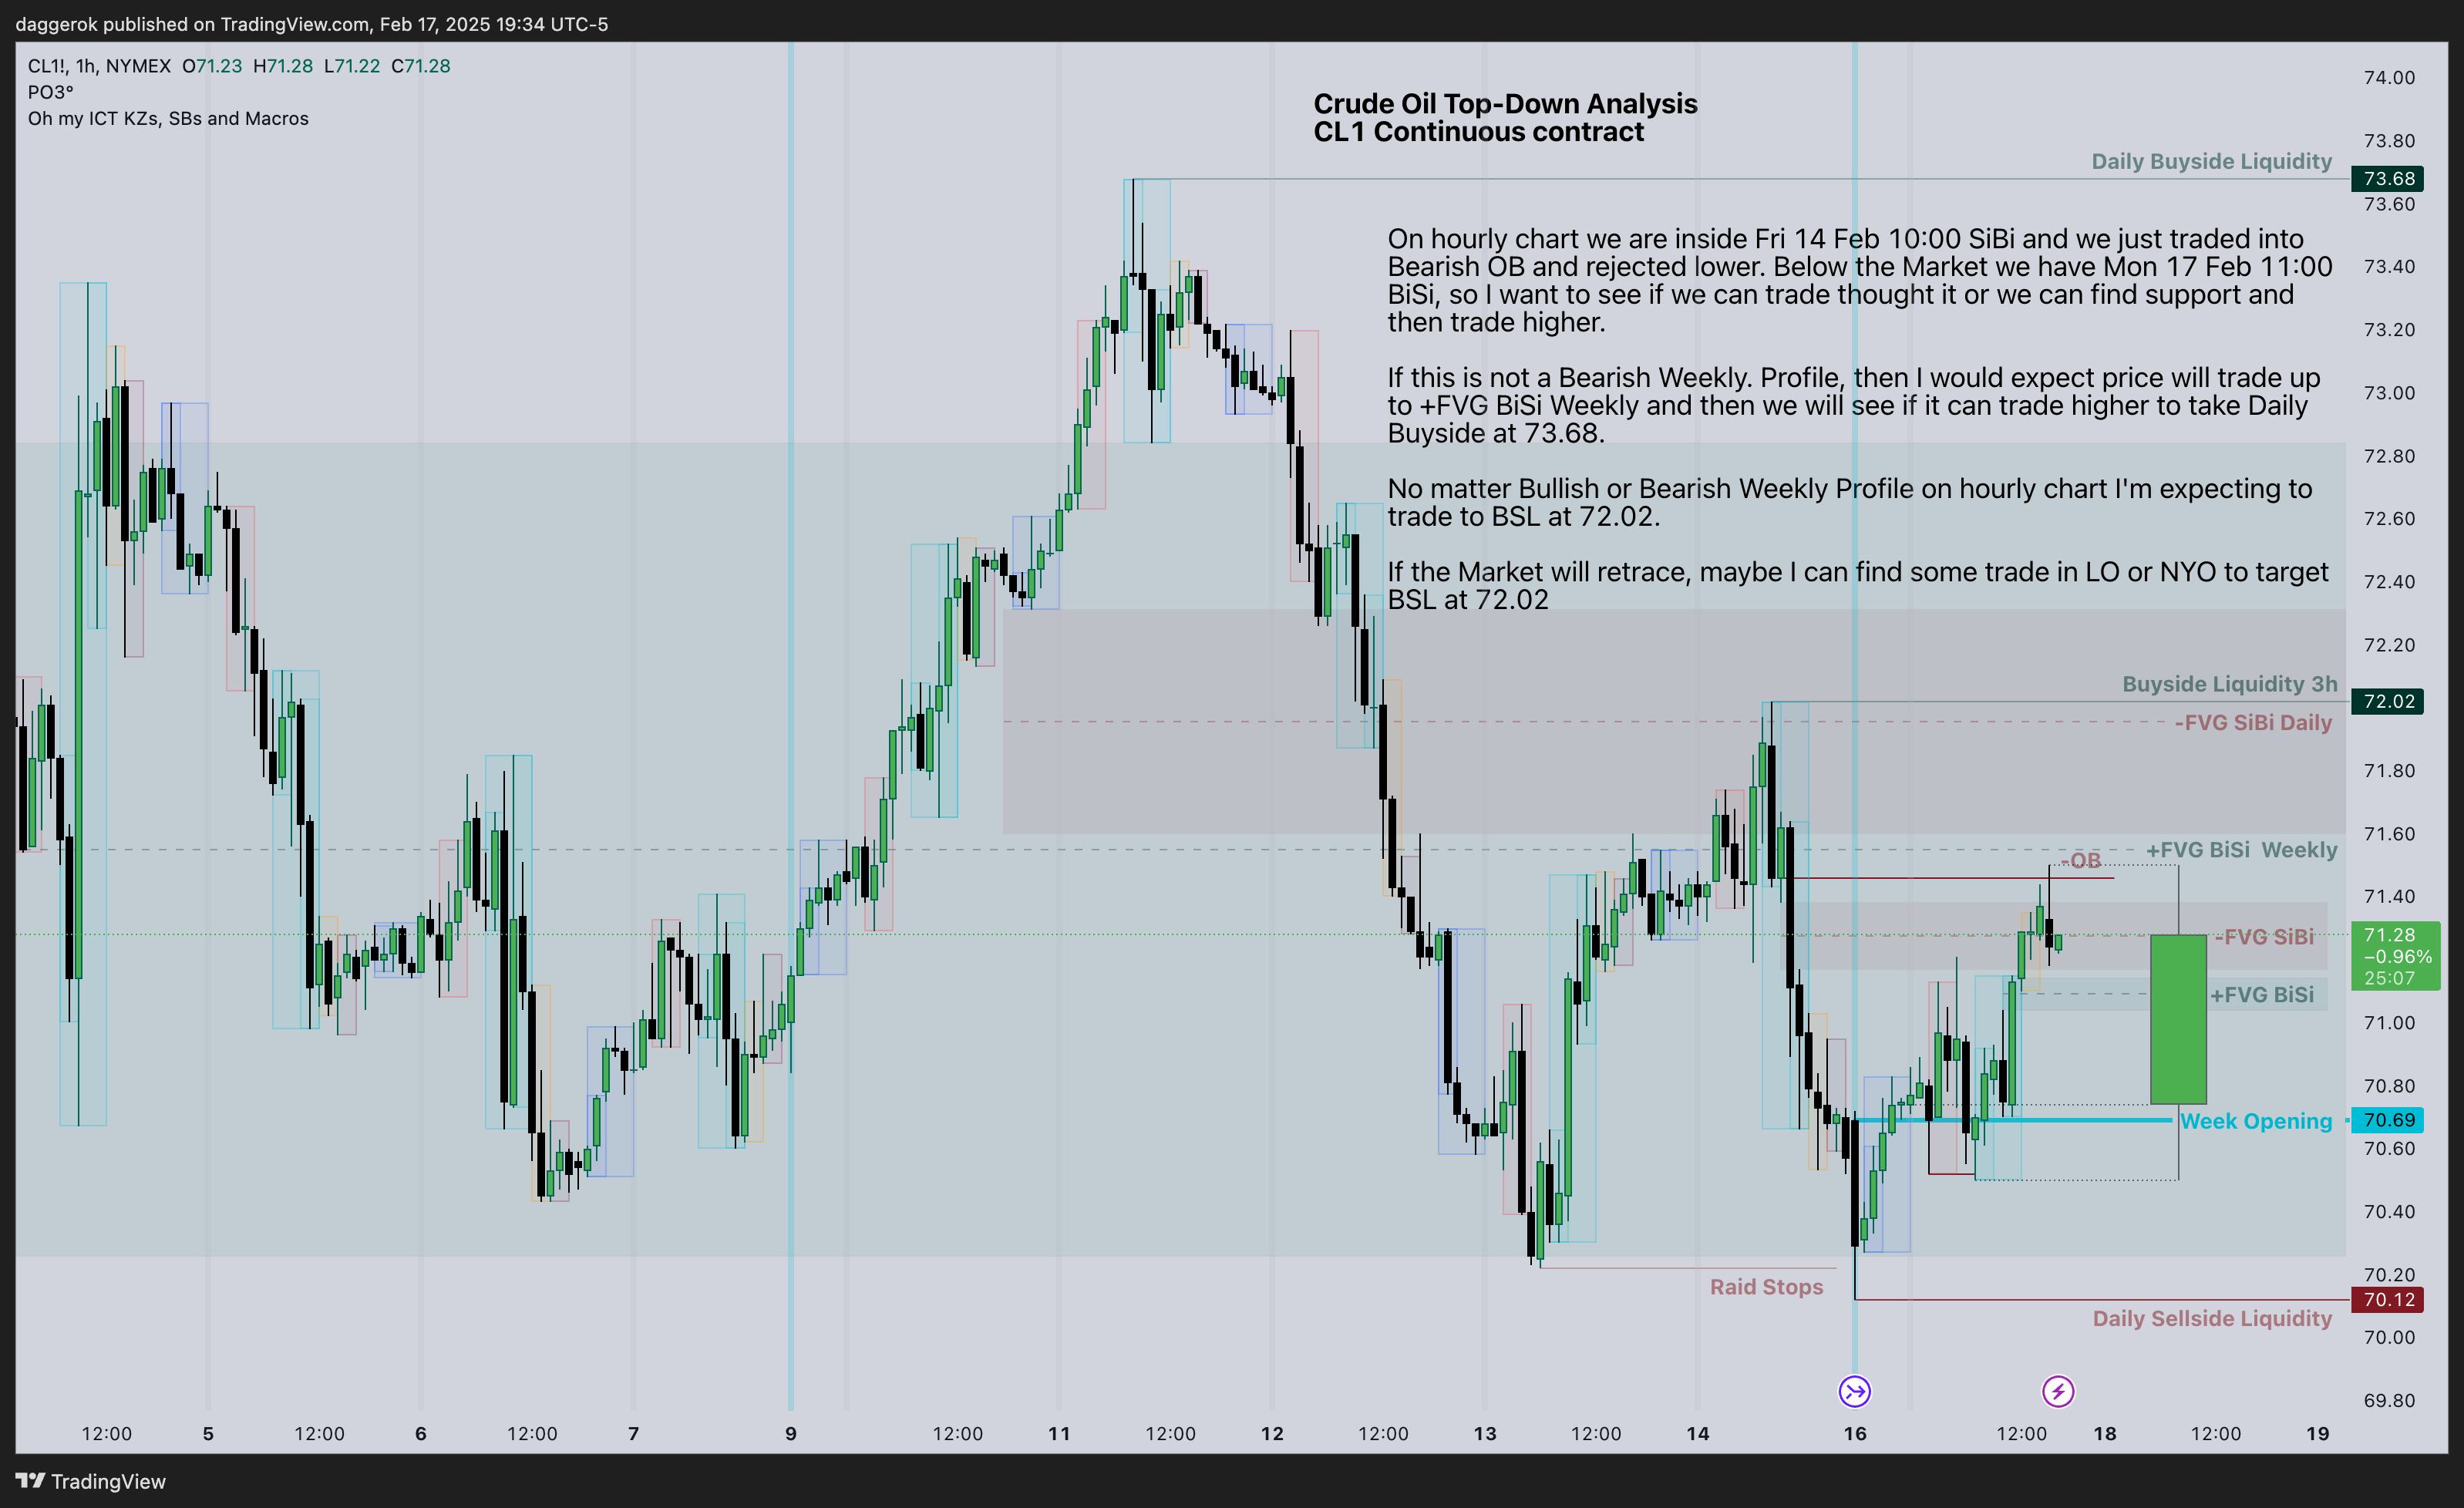 daggerok published on TradingView.com, Feb 17, 2025 19:34 UTC-5
CL1!, 1h, NYMEX O71.23 H71.28 L71.22 C71.28
PO3°
Oh my ICT KZs, SBs and Macros
Crude Oil Top-Down Analysis
CL1 Continuous contract
Daily Buyside Liquidity
On hourly chart we are inside Fri 14 Feb 10:00 SiBi and we just traded into
Bearish OB and rejected lower. Below the Market we have Mon 17 Feb 11:00
BiSi, so I want to see if we can trade thought it or we can find support and
then trade higher.
If this is not a Bearish Weekly. Profile, then I would expect price will trade up
to +FVG BiSi Weekly and then we will see if it can trade higher to take Daily
Buyside at 73.68.
No matter Bullish or Bearish Weekly Profile on hourly chart I'm expecting to
trade to BSL at 72.02.
If the Market will retrace, maybe I can find some trade in LO or NYO to target
BSL at 72.02
Buyside Liquidity 3h
-FVG SiBi Daily
+FVG BiSi Weekly
-OB
-FVG SiBi
+FVG BiSi
Week Opening
Raid Stops
Daily Sellside Liquidity
74.00
73.80
73.68
73.60
73.40
73.20
73.00
72.80
72.60
72.40
72.20
72.02
71.80
71.60
71.40
71.28
−0.96%
25:07
71.00
70.80
70.69
70.60
70.40
70.20
70.12
70.00
69.80
12:00 5 12:00 6 12:00 7 9 12:00 11 12:00 12 12:00 13 12:00 14 16 12:00 18 12:00 19
TradingView